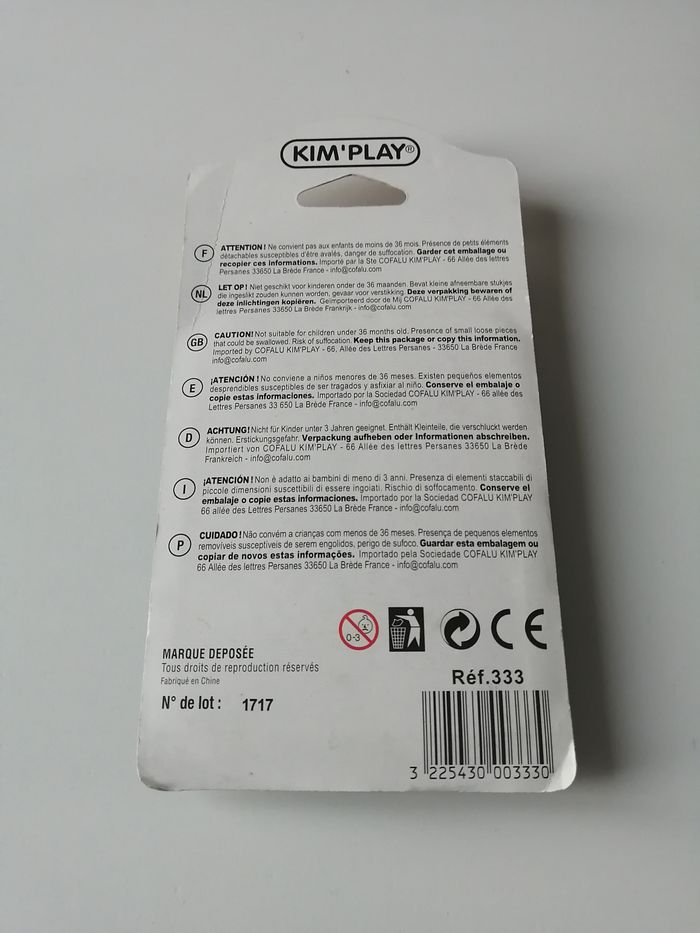 KIM'PLAY®
F
ATTENTION ! Ne convient pas aux enfants de moins de 36 mois. Présence de petits éléments
détachables susceptibles d'être avalés, danger de suffocation. Garder cet emballage ou
recopier ces informations. Importé par la Ste COFALU KIM'PLAY - 66 Allée des lettres
Persanes 33650 La Brède France - info@cofalu.com
NL
LET OP ! Niet geschikt voor kinderen onder de 36 maanden. Bevat kleine afneembare stukjes
die ingeslikt zouden kunnen worden, gevaar voor verstikking. Deze verpakking bewaren of
deze inlichtingen kopiëren. Geïmporteerd door de Mij COFALU KIM'PLAY - 66 Allée des
lettres Persanes 33650 La Brède Frankrijk - info@cofalu.com
GB
CAUTION! Not suitable for children under 36 months old. Presence of small loose pieces
that could be swallowed. Risk of suffocation. Keep this package or copy this information.
Imported by COFALU KIM'PLAY - 66, Allée des Lettres Persanes - 33650 La Brède France
info@cofalu.com
E
¡ATENCIÓN ! No conviene a niños menores de 36 meses. Existen pequeños elementos
desprendibles susceptibles de ser tragados y asfixiar al niño. Conserve el embalaje o
copie estas informaciones. Importado por la Sociedad COFALU KIM'PLAY - 66 allée des
Lettres Persanes 33 650 La Brède France - info@cofalu.com
D
ACHTUNG! Nicht für Kinder unter 3 Jahren geeignet. Enthält Kleinteile, die verschluckt werden
können. Erstickungsgefahr. Verpackung aufheben oder Informationen abschreiben.
Importiert von COFALU KIM'PLAY - 66 Allée des lettres Persanes 33650 La Brède
Frankreich - info@cofalu.com
I
¡ATENCIÓN ! Non è adatto ai bambini di meno di 3 anni. Presenza di elementi staccabili di
piccole dimensioni suscettibili di essere ingoiati. Rischio di soffocamento. Conserve el
embalaje o copie estas informaciones. Importado por la Sociedad COFALU KIM'PLAY -
66 allée des Lettres Persanes 33650 La Brède France - info@cofalu.com
P
CUIDADO ! Não convém a crianças com menos de 36 meses. Presença de pequenos elementos
removíveis susceptíveis de serem engolidos, perigo de sufoco. Guardar esta embalagem ou
copiar de novos estas informações. Importado pela Sociedade COFALU KIM'PLAY
66 Allée des lettres Persanes 33650 La Brède France - info@cofalu.com
0-3
CE
MARQUE DEPOSÉE
Tous droits de reproduction réservés
Fabriqué en Chine
N° de lot : 1717
Réf.333
3 225430 003330